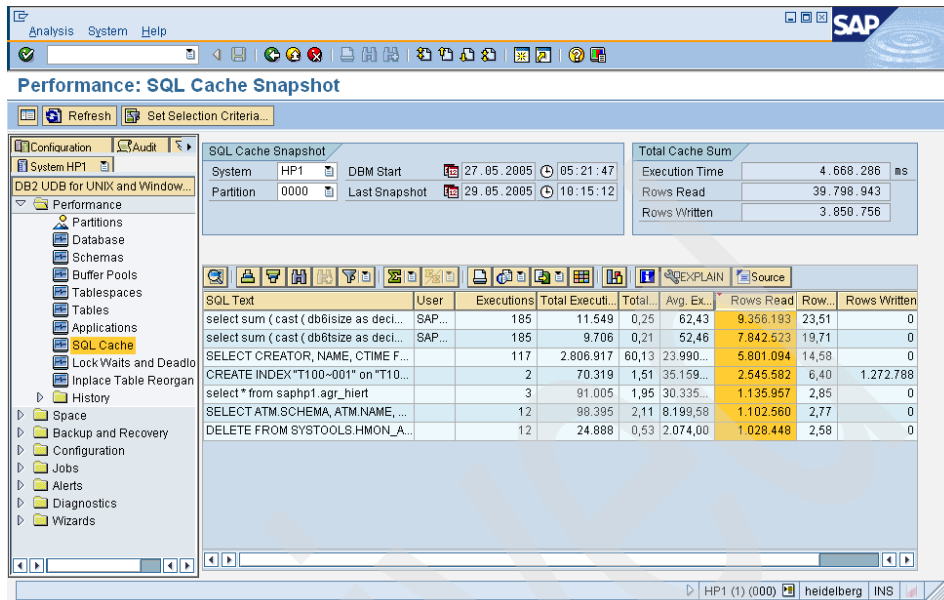 Analysis System Help
SAP
Performance: SQL Cache Snapshot
Refresh Set Selection Criteria...
Configuration Audit
System HP1
DB2 UDB for UNIX and Window...
Performance
Partitions
Database
Schemas
Buffer Pools
Tablespaces
Tables
Applications
SQL Cache
Lock Waits and Deadlo
Inplace Table Reorgan
History
Space
Backup and Recovery
Configuration
Jobs
Alerts
Diagnostics
Wizards
SQL Cache Snapshot
System HP1 DBM Start 27.05.2005 05:21:47
Partition 0000 Last Snapshot 29.05.2005 10:15:12
Total Cache Sum
Execution Time 4.668.286 ms
Rows Read 39.798.943
Rows Written 3.850.756
EXPLAIN Source
SQL Text User Executions Total Executi... Total... Avg. Ex... Rows Read Row... Rows Written
select sum ( cast ( db6isize as deci... SAP... 185 11.549 0,25 62,43 9.356.193 23,51 0
select sum ( cast ( db6tsize as deci... SAP... 185 9.706 0,21 52,46 7.842.523 19,71 0
SELECT CREATOR, NAME, CTIME F... 117 2.806.917 60,13 23.990... 5.801.094 14,58 0
CREATE INDEX"T100~001" on "T10... 2 70.319 1,51 35.159... 2.545.582 6,40 1.272.788
select * from saphp1.agr_hiert 3 91.005 1,95 30.335... 1.135.957 2,85 0
SELECT ATM.SCHEMA, ATM.NAME, ... 12 98.395 2,11 8.199,58 1.102.560 2,77 0
DELETE FROM SYSTOOLS.HMON_A... 12 24.888 0,53 2.074,00 1.028.448 2,58 0
HP1 (1) (000) heidelberg INS